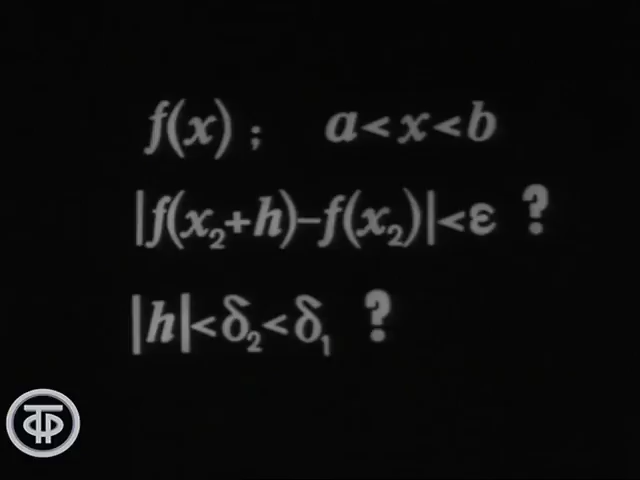 f(x) ; a<x<b
|f(x₂+h)–f(x₂)|<ε ?
|h|<δ₂<δ₁ ?